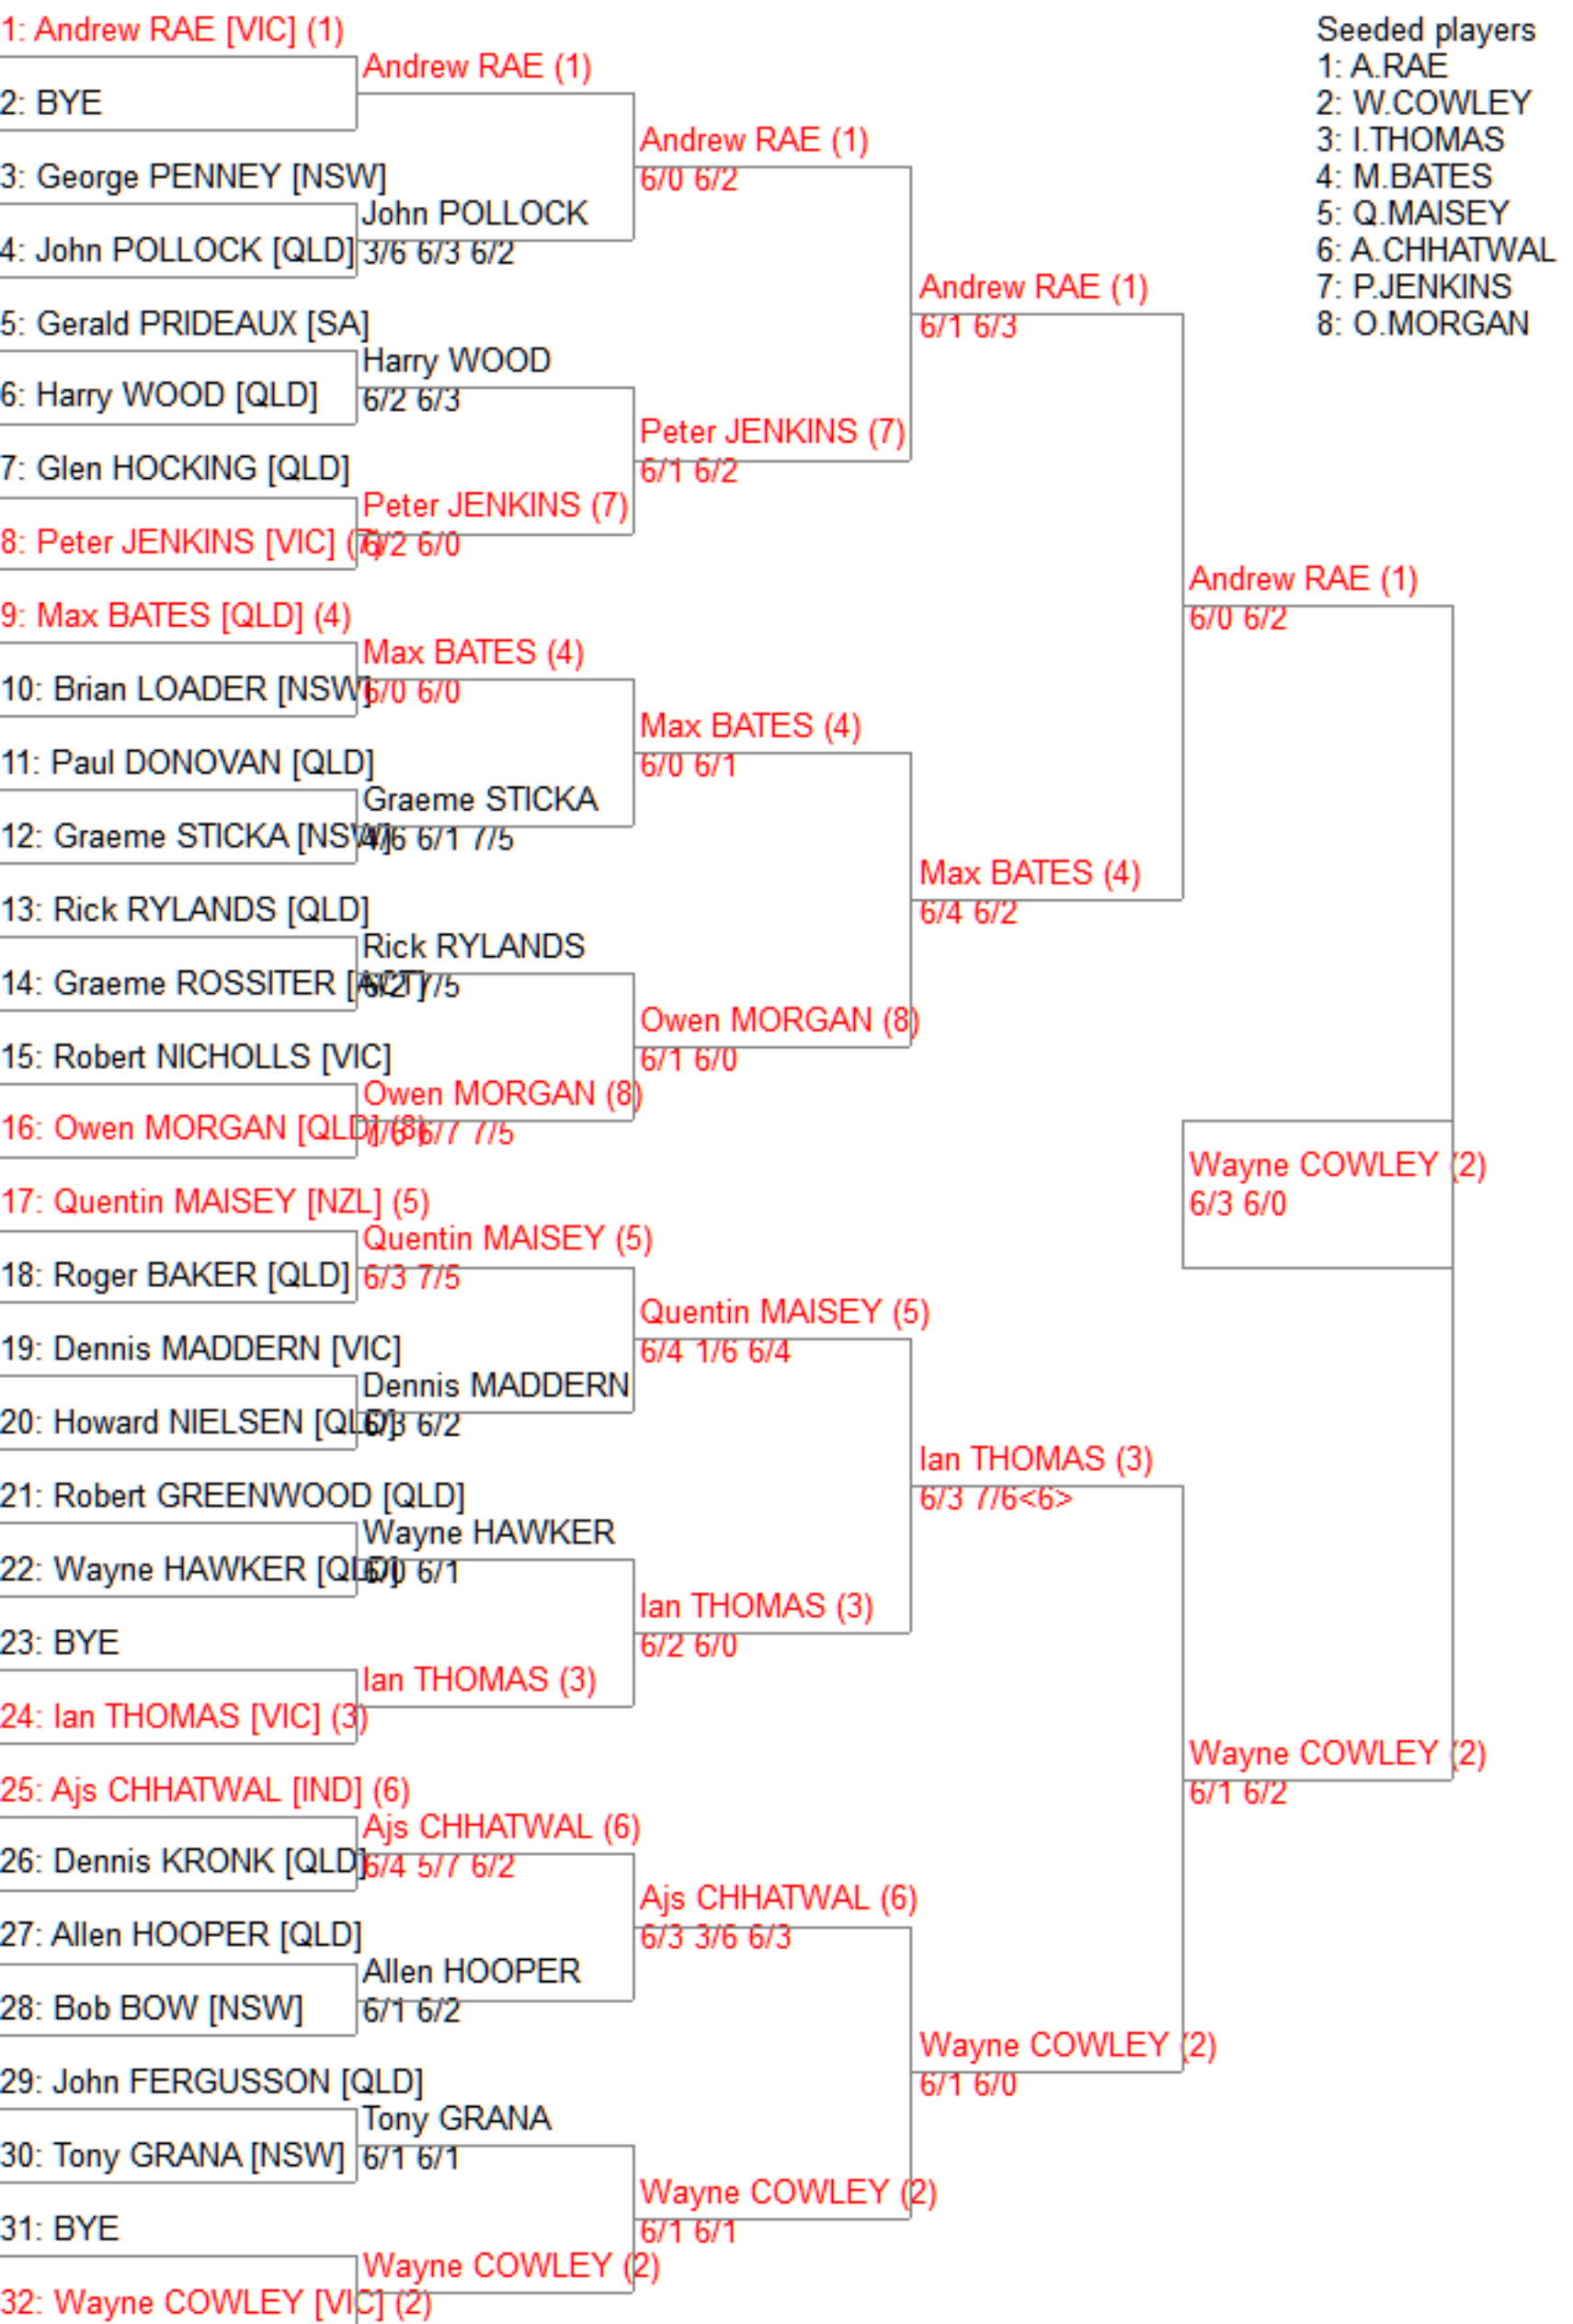 1: Andrew RAE [VIC] (1)
2: BYE
3: George PENNEY [NSW]
4: John POLLOCK [QLD]
5: Gerald PRIDEAUX [SA]
6: Harry WOOD [QLD]
7: Glen HOCKING [QLD]
8: Peter JENKINS [VIC] (7)
9: Max BATES [QLD] (4)
10: Brian LOADER [NSW]
11: Paul DONOVAN [QLD]
12: Graeme STICKA [NSW]
13: Rick RYLANDS [QLD]
14: Graeme ROSSITER [ACT]
15: Robert NICHOLLS [VIC]
16: Owen MORGAN [QLD] (8)
17: Quentin MAISEY [NZL] (5)
18: Roger BAKER [QLD]
19: Dennis MADDERN [VIC]
20: Howard NIELSEN [QLD]
21: Robert GREENWOOD [QLD]
22: Wayne HAWKER [QLD]
23: BYE
24: Ian THOMAS [VIC] (3)
25: Ajs CHHATWAL [IND] (6)
26: Dennis KRONK [QLD]
27: Allen HOOPER [QLD]
28: Bob BOW [NSW]
29: John FERGUSSON [QLD]
30: Tony GRANA [NSW]
31: BYE
32: Wayne COWLEY [VIC] (2)
Andrew RAE (1)
John POLLOCK
3/6 6/3 6/2
Harry WOOD
6/2 6/3
Peter JENKINS (7)
6/2 6/0
Max BATES (4)
6/0 6/0
Graeme STICKA
4/6 6/1 7/5
Rick RYLANDS
6/2 7/5
Owen MORGAN (8)
7/6 6/7 7/5
Quentin MAISEY (5)
6/3 7/5
Dennis MADDERN
6/3 6/2
Wayne HAWKER
6/0 6/1
Ian THOMAS (3)
Ajs CHHATWAL (6)
6/4 5/7 6/2
Allen HOOPER
6/1 6/2
Tony GRANA
6/1 6/1
Wayne COWLEY (2)
Andrew RAE (1)
6/0 6/2
Peter JENKINS (7)
6/1 6/2
Max BATES (4)
6/0 6/1
Owen MORGAN (8)
6/1 6/0
Quentin MAISEY (5)
6/4 1/6 6/4
Ian THOMAS (3)
6/2 6/0
Ajs CHHATWAL (6)
6/3 3/6 6/3
Wayne COWLEY (2)
6/1 6/1
Andrew RAE (1)
6/1 6/3
Max BATES (4)
6/4 6/2
Ian THOMAS (3)
6/3 7/6<6>
Wayne COWLEY (2)
6/1 6/0
Andrew RAE (1)
6/0 6/2
Wayne COWLEY (2)
6/3 6/0
Wayne COWLEY (2)
6/1 6/2
Seeded players
1: A.RAE
2: W.COWLEY
3: I.THOMAS
4: M.BATES
5: Q.MAISEY
6: A.CHHATWAL
7: P.JENKINS
8: O.MORGAN